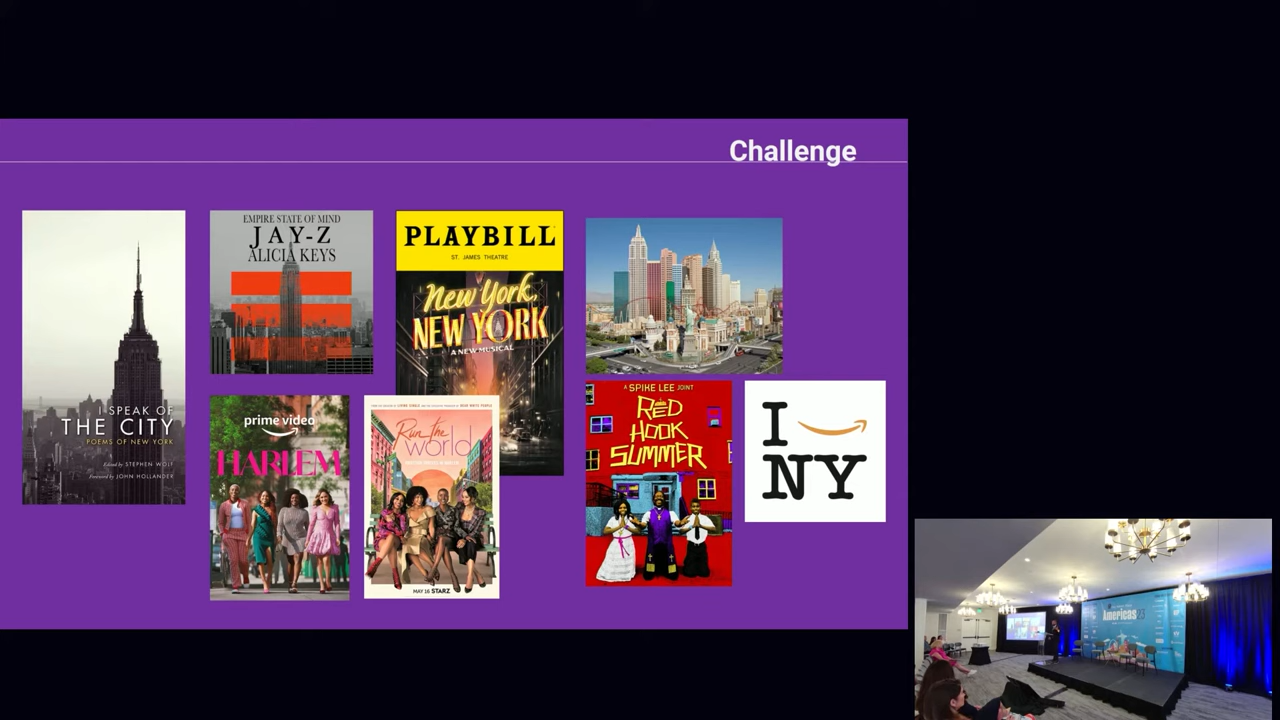 Challenge
I SPEAK OF
THE CITY
POEMS OF NEW YORK
Edited by STEPHEN WOLF
Foreword by JOHN HOLLANDER
EMPIRE STATE OF MIND
JAY-Z
ALICIA KEYS
PLAYBILL
ST. JAMES THEATRE
New York,
NEW YORK
A NEW MUSICAL
prime video
HARLEM
Run the
world
MAY 16 STARZ
A SPIKE LEE JOINT
RED
HOOK
SUMMER
I
NY
Americas 23